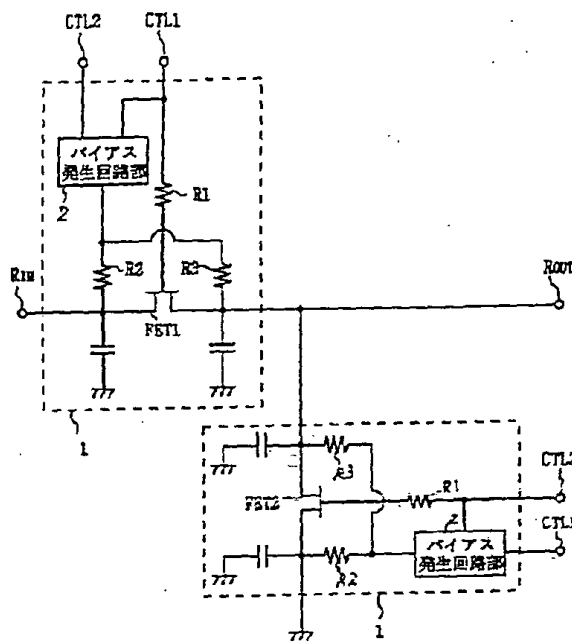 CTL2
CTL1
バイアス
発生回路部
2
R1
R2
R3
RIN
ROUT
FET1
1
R3
FET2
R1
CTL2
2
CTL1
バイアス
発生回路部
R2
1